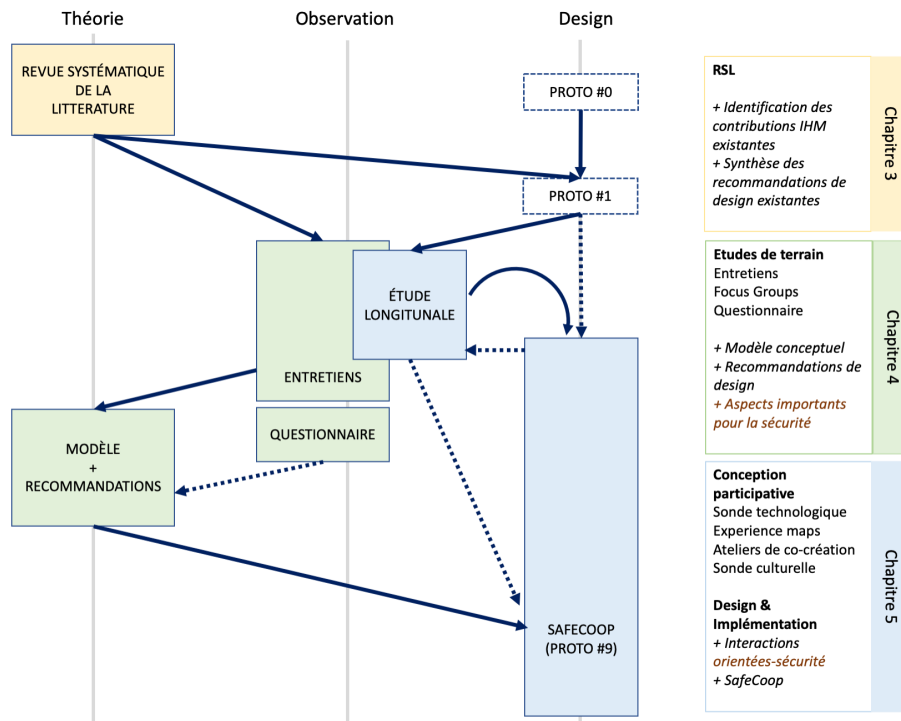 Théorie
Observation
Design
REVUE SYSTÉMATIQUE
DE LA
LITTERATURE
PROTO #0
PROTO #1
ÉTUDE
LONGITUNALE
ENTRETIENS
QUESTIONNAIRE
MODÈLE
+
RECOMMANDATIONS
SAFECOOP
(PROTO #9)
RSL
+ Identification des
contributions IHM
existantes
+ Synthèse des
recommandations de
design existantes
Chapitre 3
Etudes de terrain
Entretiens
Focus Groups
Questionnaire
+ Modèle conceptuel
+ Recommandations de
design
+ Aspects importants
pour la sécurité
Chapitre 4
Conception
participative
Sonde technologique
Experience maps
Ateliers de co-création
Sonde culturelle
Design &
Implémentation
+ Interactions
orientées-sécurité
+ SafeCoop
Chapitre 5